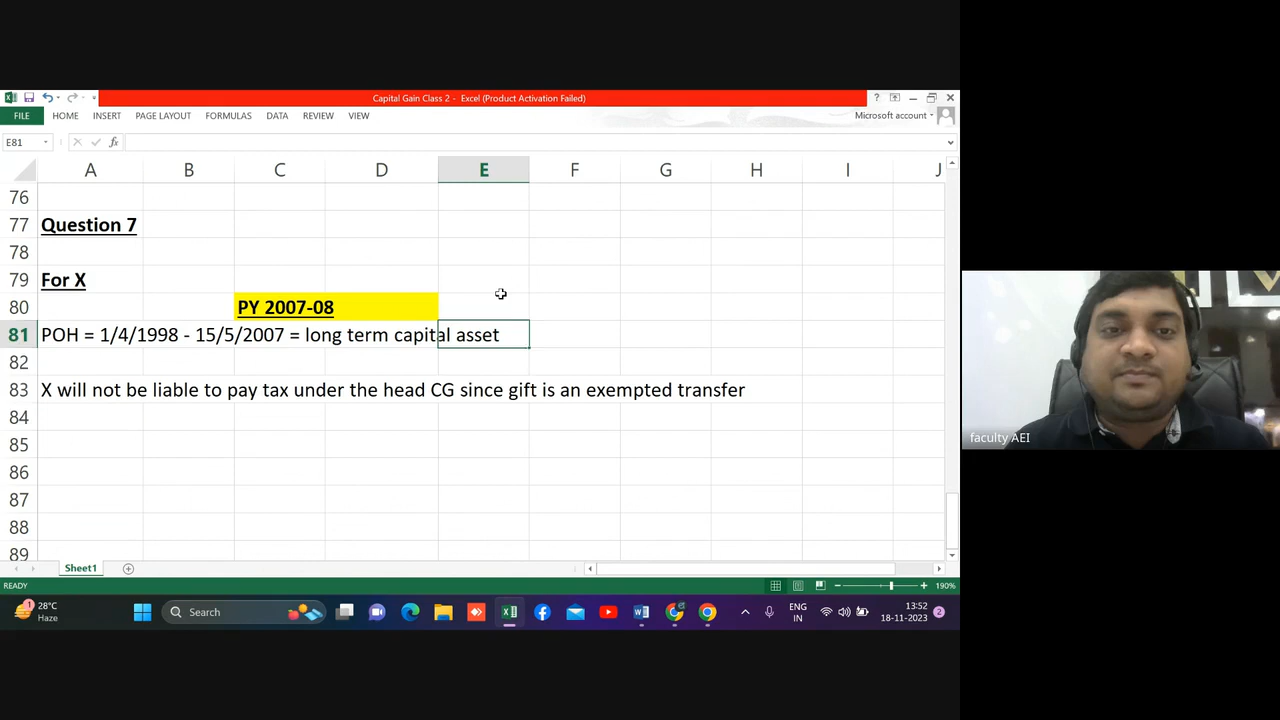 Capital Gain Class 2 - Excel (Product Activation Failed)
FILE HOME INSERT PAGE LAYOUT FORMULAS DATA REVIEW VIEW Microsoft account
E81 fx
A B C D E F G H I J
76
77 Question 7
78
79 For X
80 PY 2007-08
81 POH = 1/4/1998 - 15/5/2007 = long term capital asset
82
83 X will not be liable to pay tax under the head CG since gift is an exempted transfer
84
85
86
87
88
89
Sheet1
READY 190%
28°C
Haze
Search
ENG
IN
13:52
18-11-2023
2
1
faculty AEI